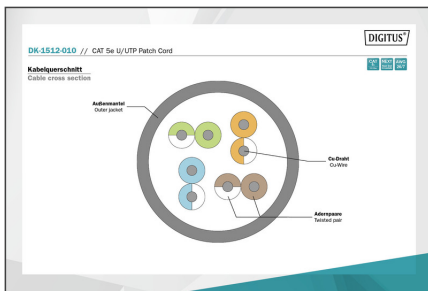 DIGITUS®
DK-1512-010 // CAT 5e U/UTP Patch Cord
Kabelquerschnitt
Cable cross section
Außenmantel
Outer jacket
Cu-Draht
Cu-Wire
Adernpaare
Twisted pair